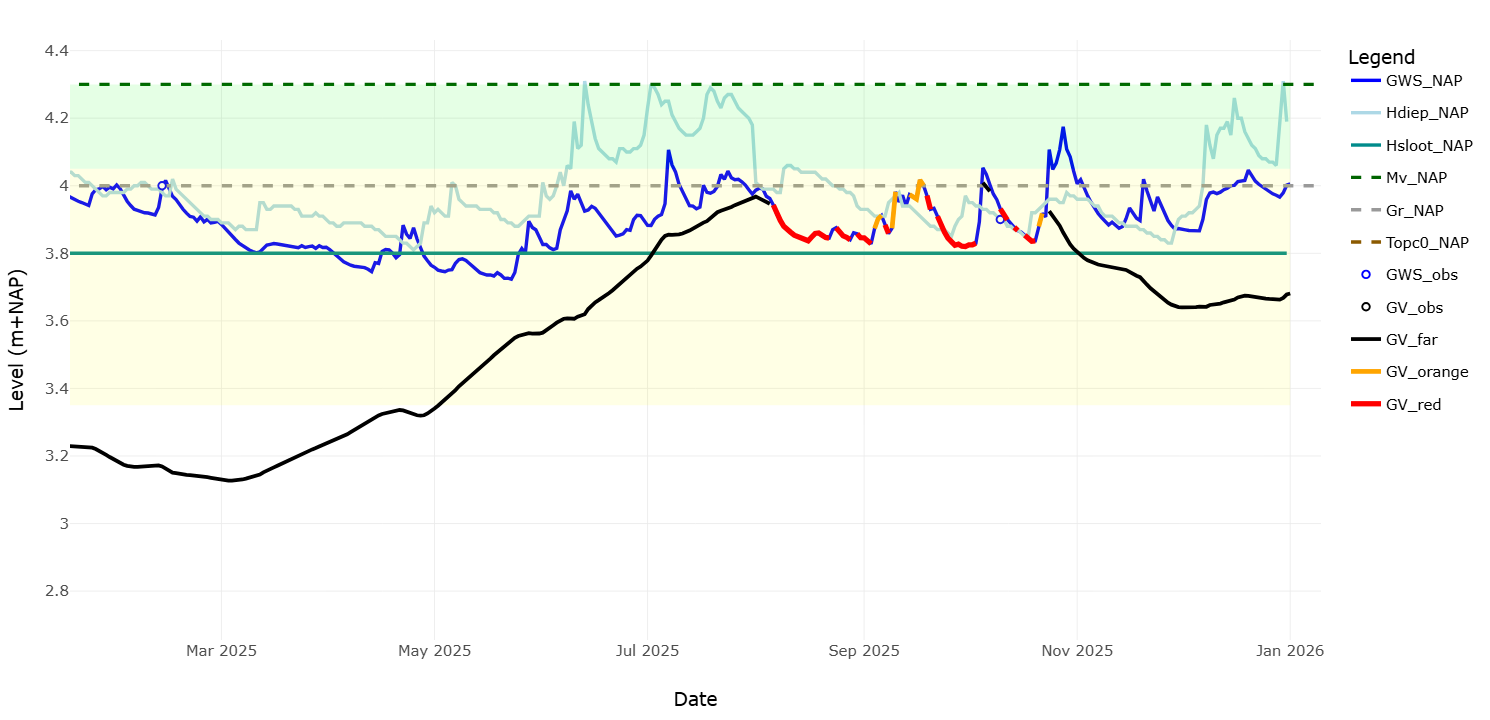 Legend
GWS_NAP
Hdiep_NAP
Hsloot_NAP
Mv_NAP
Gr_NAP
Topc0_NAP
GWS_obs
GV_obs
GV_far
GV_orange
GV_red
Level (m+NAP)
4.4
4.2
4
3.8
3.6
3.4
3.2
3
2.8
Mar 2025 May 2025 Jul 2025 Sep 2025 Nov 2025 Jan 2026
Date